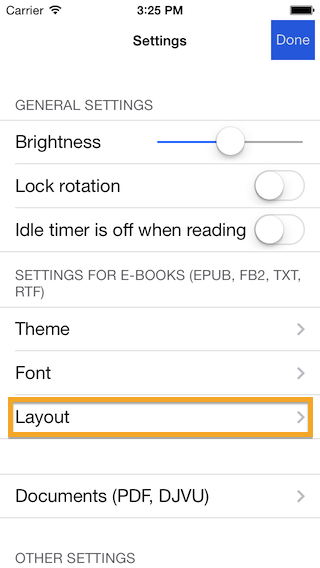 Carrier 3:25 PM
Settings Done
GENERAL SETTINGS
Brightness
Lock rotation
Idle timer is off when reading
SETTINGS FOR E-BOOKS (EPUB, FB2, TXT,
RTF)
Theme
Font
Layout
Documents (PDF, DJVU)
OTHER SETTINGS